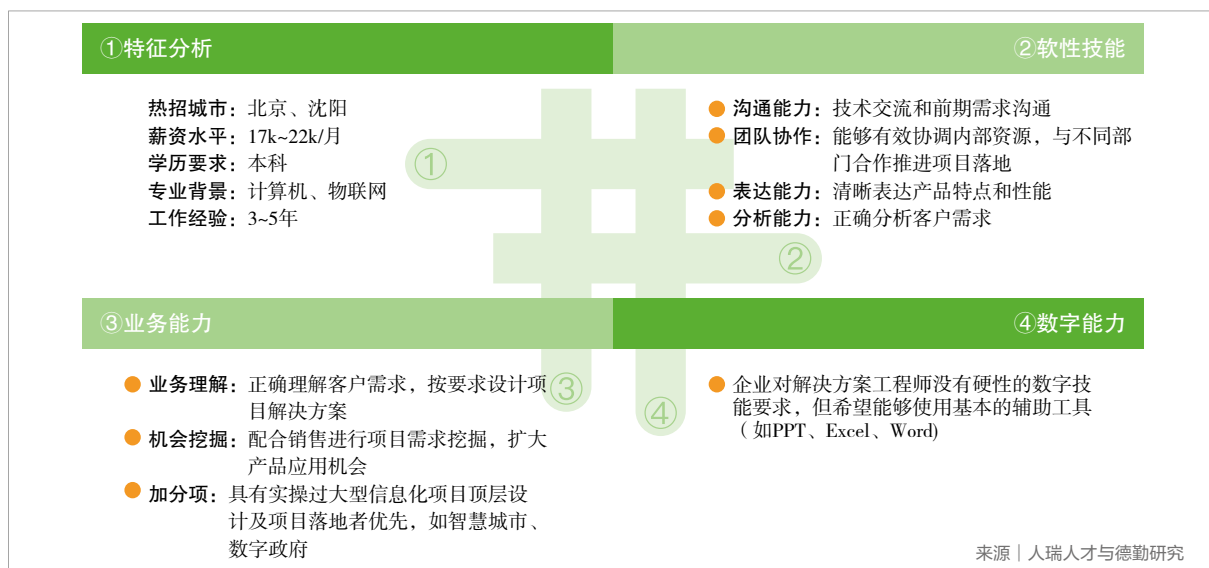 ①特征分析
热招城市：北京、沈阳
薪资水平：17k~22k/月
学历要求：本科
专业背景：计算机、物联网
工作经验：3~5年
②软性技能
沟通能力：技术交流和前期需求沟通
团队协作：能够有效协调内部资源，与不同部
门合作推进项目落地
表达能力：清晰表达产品特点和性能
分析能力：正确分析客户需求
①
②
③业务能力
业务理解：正确理解客户需求，按要求设计项
目解决方案
机会挖掘：配合销售进行项目需求挖掘，扩大
产品应用机会
加分项：具有实操过大型信息化项目顶层设
计及项目落地者优先，如智慧城市、
数字政府
④数字能力
企业对解决方案工程师没有硬性的数字技
能要求，但希望能够使用基本的辅助工具
（如PPT、Excel、Word)
③
④
来源｜人瑞人才与德勤研究